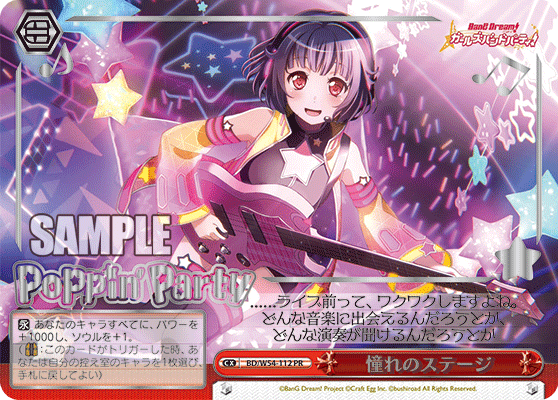 BanG Dream!
ガールズバンドパーティ!
SAMPLE
Poppin'Party!
……ライブ前って、ワクワクしますよね。
どんな音楽に出会えるんだろうとか、
どんな演奏が聞けるんだろうとか
永 あなたのキャラすべてに、パワーを
+1000し、ソウルを+1。
(:このカードがトリガーした時、あ
なたは自分の控え室のキャラを1枚選び、
手札に戻してよい)
CX BD/W54-112 PR
憧れのステージ
©BanG Dream! Project ©Craft Egg Inc. ©bushiroad All Rights Reserved.